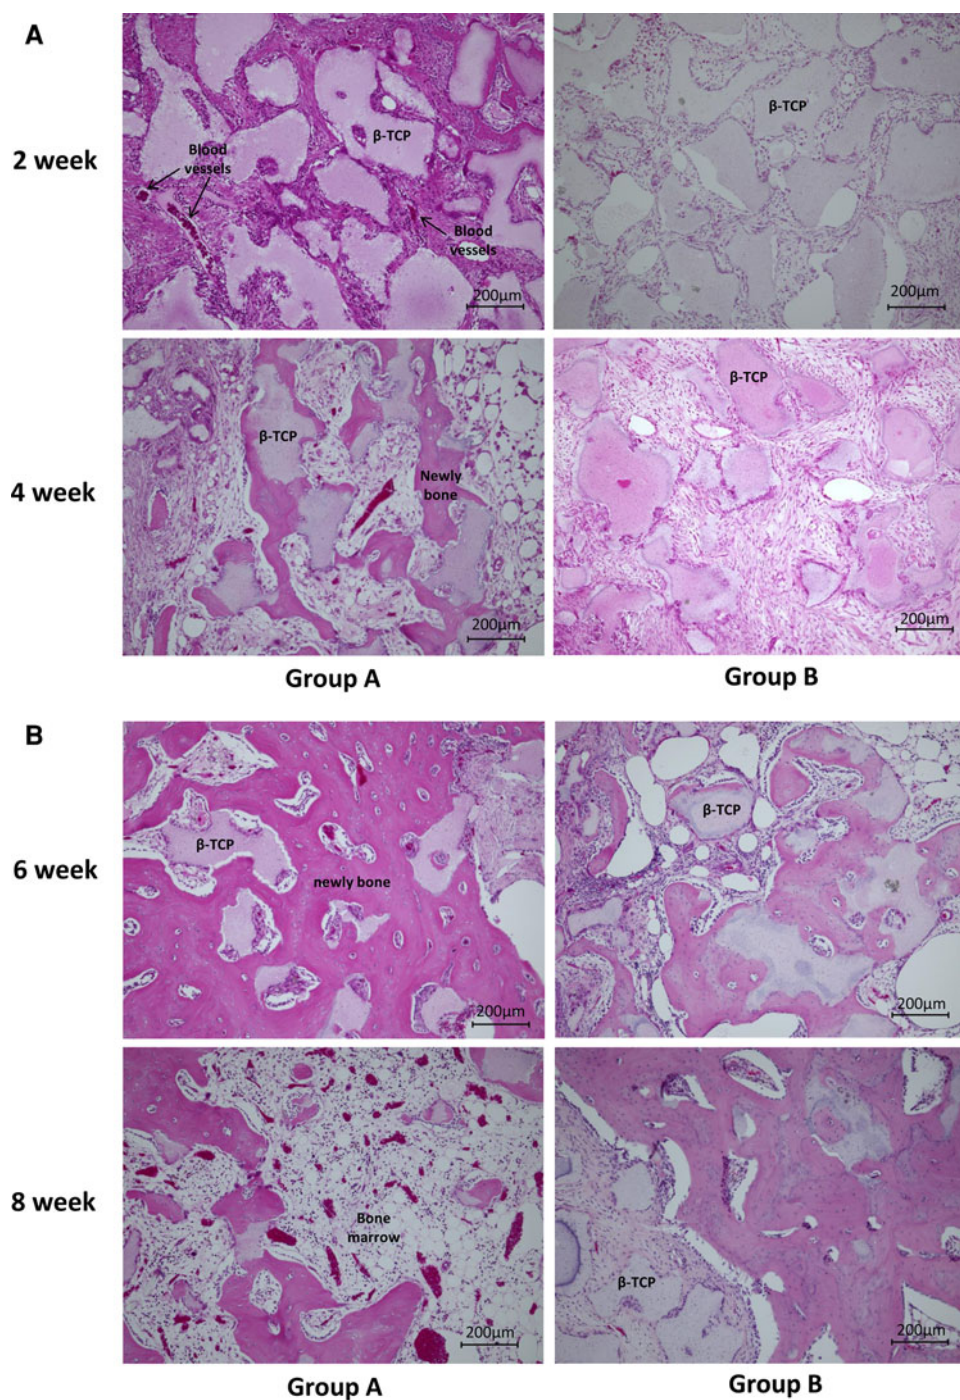 A
2 week
Blood
vessels
β-TCP
Blood
vessels
200μm
β-TCP
200μm
4 week
β-TCP
Newly
bone
200μm
β-TCP
200μm
Group A
Group B
B
6 week
β-TCP
newly bone
200μm
β-TCP
200μm
8 week
Bone
marrow
200μm
β-TCP
200μm
Group A
Group B